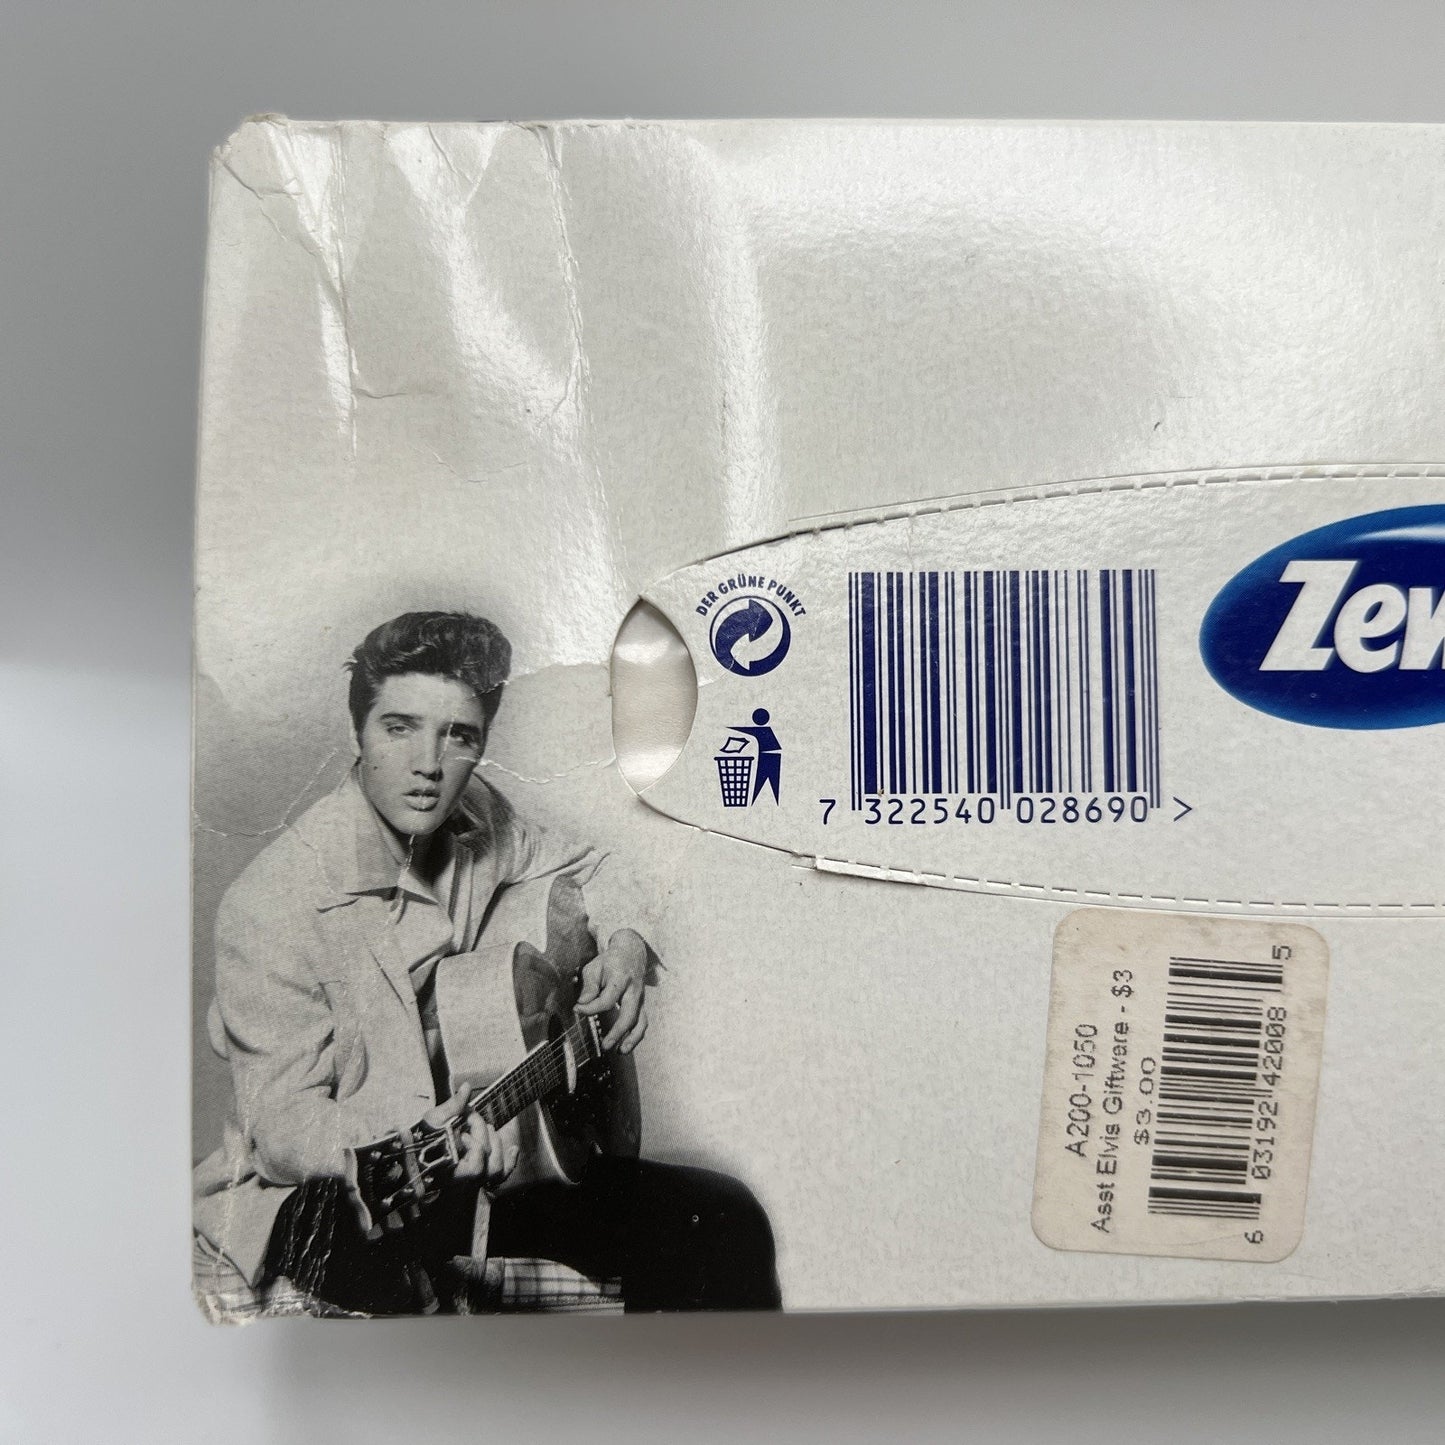 DER GRÜNE PUNKT
Zew
7 322540 028690 >
A200-1050
Asst Elvis Giftware - $3
$3.00
6 03192 42008 5